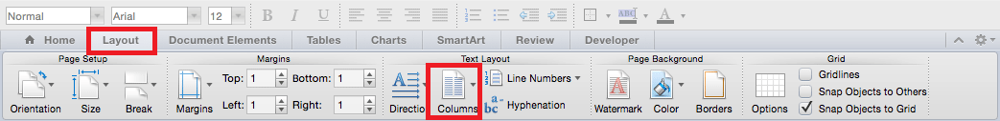 Normal Arial 12 B I U ABC A
Home Layout Document Elements Tables Charts SmartArt Review Developer
Page Setup Margins Text Layout Page Background Grid
Orientation Size Break Margins Top: 1 Bottom: 1 Left: 1 Right: 1 Direction Columns Line Numbers Hyphenation Watermark Color Borders Options Gridlines Snap Objects to Others Snap Objects to Grid